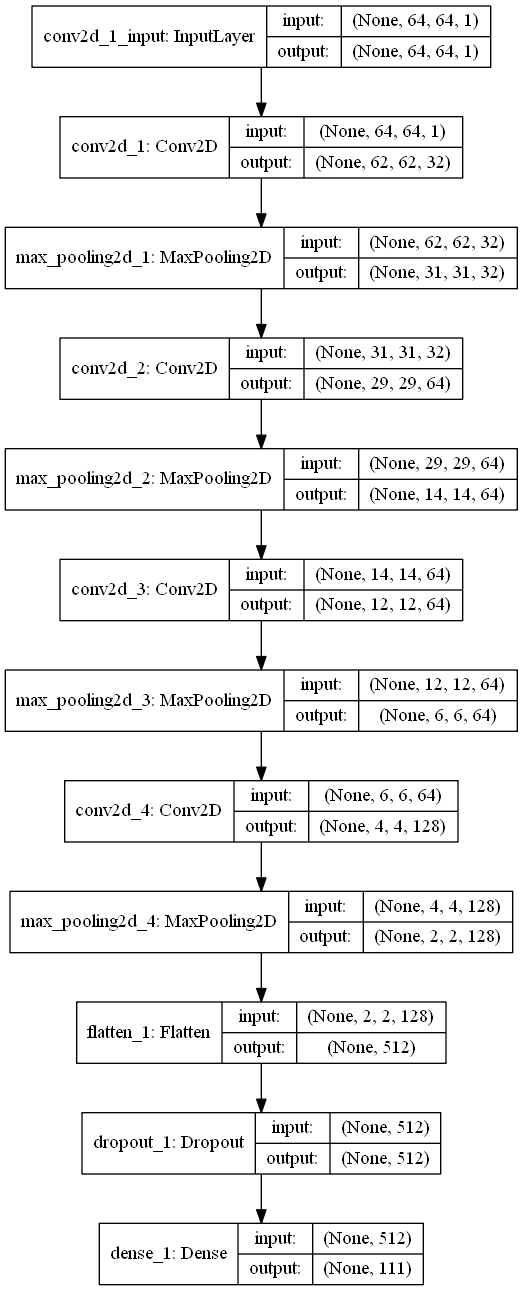 conv2d_1_input: InputLayer
input: (None, 64, 64, 1)
output: (None, 64, 64, 1)
conv2d_1: Conv2D
input: (None, 64, 64, 1)
output: (None, 62, 62, 32)
max_pooling2d_1: MaxPooling2D
input: (None, 62, 62, 32)
output: (None, 31, 31, 32)
conv2d_2: Conv2D
input: (None, 31, 31, 32)
output: (None, 29, 29, 64)
max_pooling2d_2: MaxPooling2D
input: (None, 29, 29, 64)
output: (None, 14, 14, 64)
conv2d_3: Conv2D
input: (None, 14, 14, 64)
output: (None, 12, 12, 64)
max_pooling2d_3: MaxPooling2D
input: (None, 12, 12, 64)
output: (None, 6, 6, 64)
conv2d_4: Conv2D
input: (None, 6, 6, 64)
output: (None, 4, 4, 128)
max_pooling2d_4: MaxPooling2D
input: (None, 4, 4, 128)
output: (None, 2, 2, 128)
flatten_1: Flatten
input: (None, 2, 2, 128)
output: (None, 512)
dropout_1: Dropout
input: (None, 512)
output: (None, 512)
dense_1: Dense
input: (None, 512)
output: (None, 111)